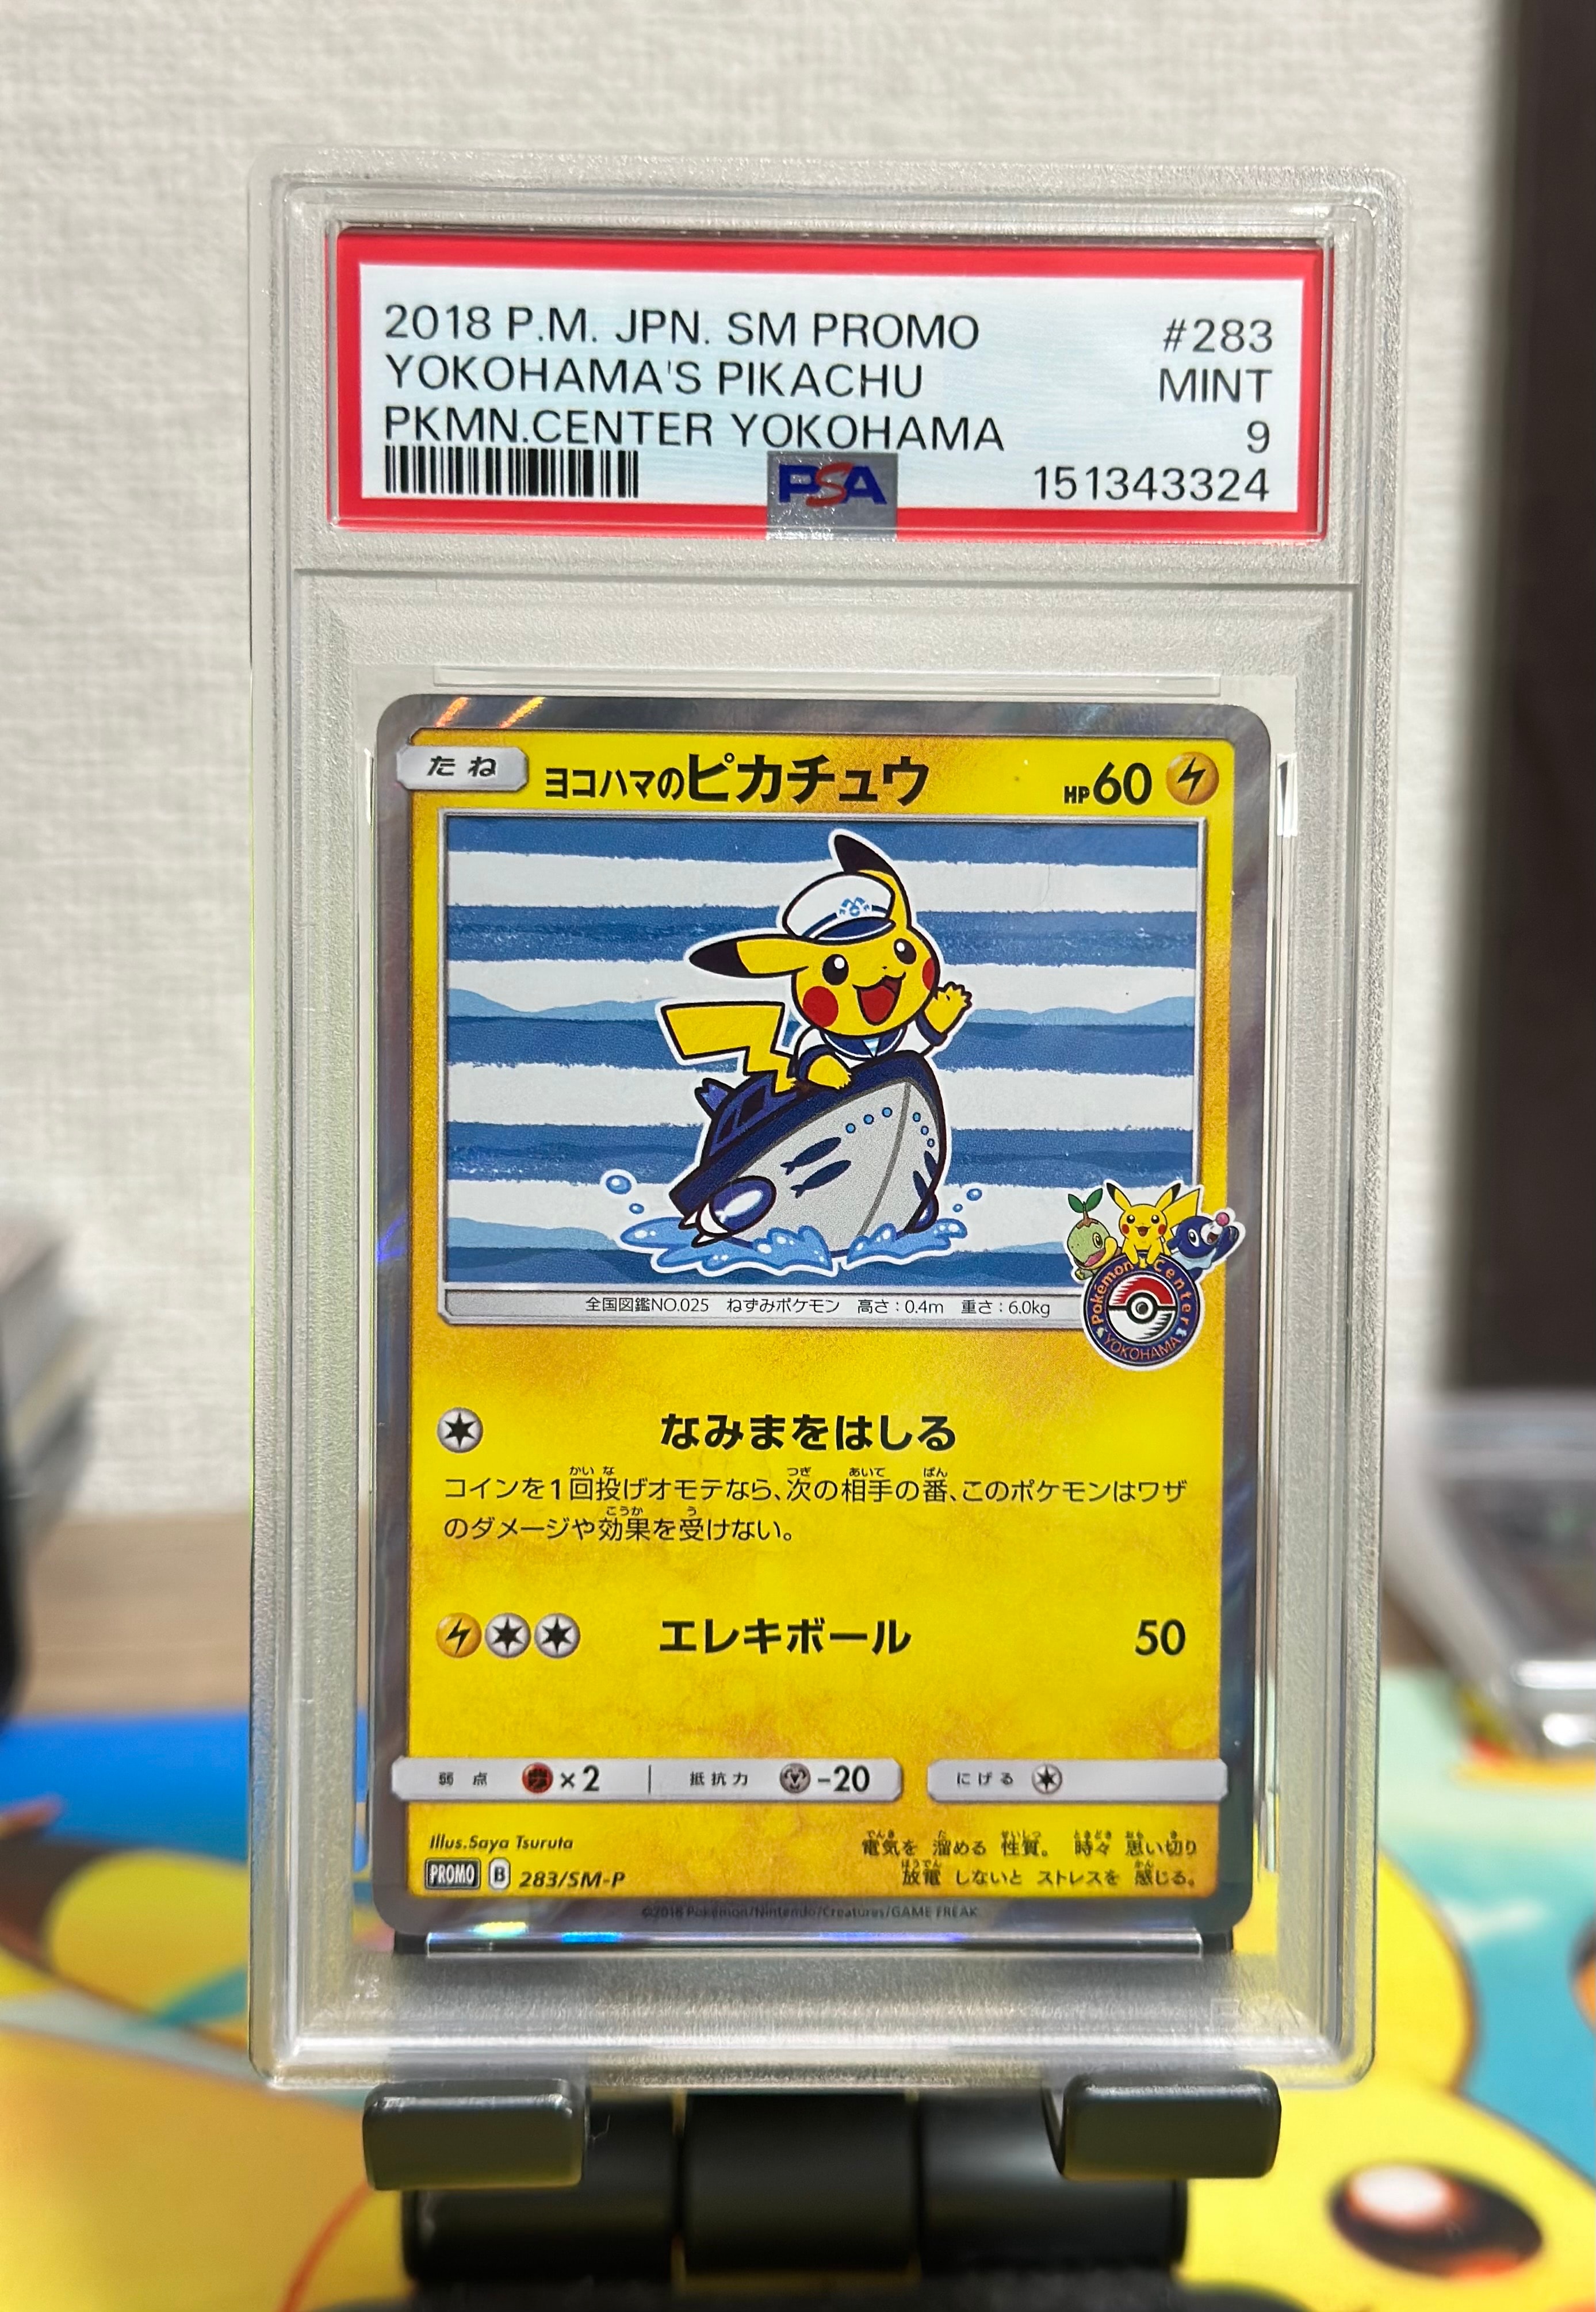 2018 P.M. JPN. SM PROMO #283
YOKOHAMA'S PIKACHU MINT
PKMN.CENTER YOKOHAMA 9
PSA 151343324
たね ヨコハマのピカチュウ HP60
全国図鑑NO.025 ねずみポケモン 高さ:0.4m 重さ:6.0kg
Pokémon Center
YOKOHAMA
なみまをはしる
コインを1回投げオモテなら、次の相手の番、このポケモンはワザ
のダメージや効果を受けない。
エレキボール 50
弱点 ×2 抵抗力 -20 にげる
Illus.Saya Tsuruta
PROMO B 283/SM-P
電気を 溜める 性質。 時々 思い切り
放電 しないと ストレスを 感じる。
©2018 Pokémon/Nintendo/Creatures/GAME FREAK